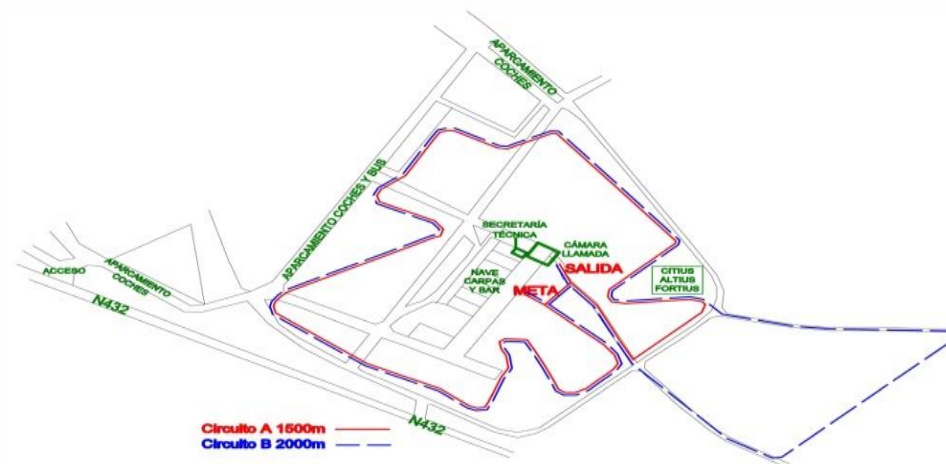 APARCAMIENTO
COCHES
APARCAMIENTO COCHES Y BUS
SECRETARÍA
TÉCNICA
CÁMARA
LLAMADA
SALIDA
CITIUS
ALTIUS
FORTIUS
NAVE
CARPAS
Y BAR
META
ACCESO
APARCAMIENTO
COCHES
N432
N432
Circuito A 1500m
Circuito B 2000m